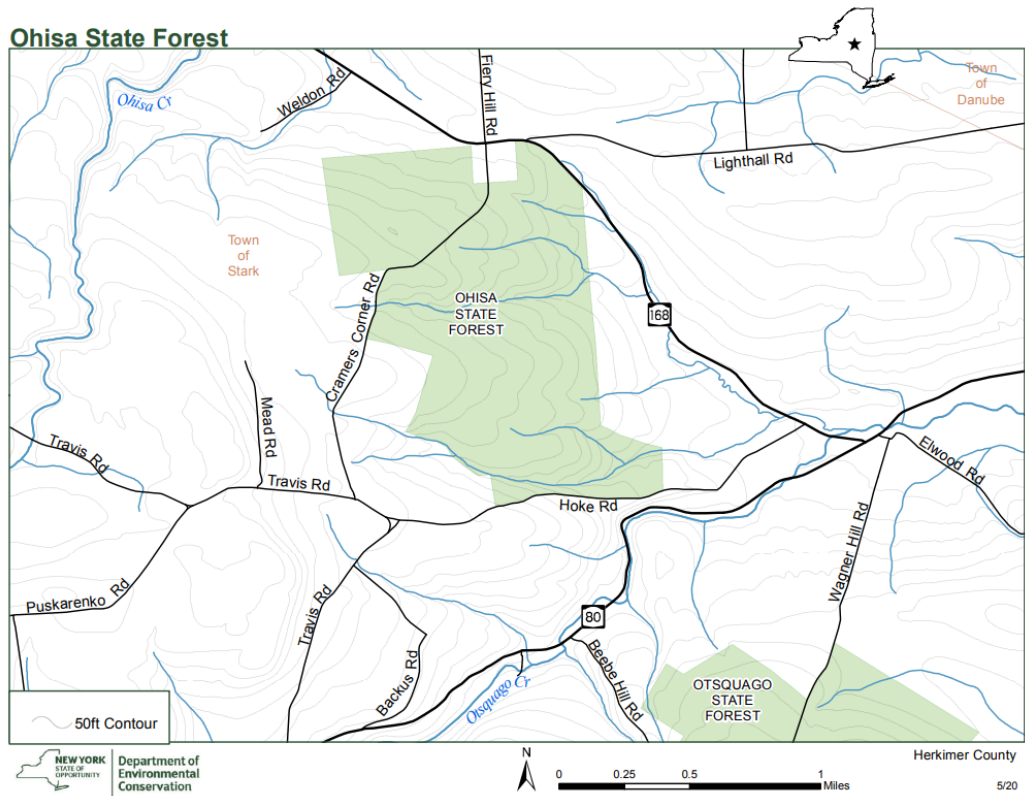 Ohisa State Forest
Town
of
Danube
Ohisa Cr
Weldon Rd
Fiery Hill Rd
Lighthall Rd
Town
of
Stark
OHISA
STATE
FOREST
168
Cramers Corner Rd
Mead Rd
Travis Rd
Travis Rd
Elwood Rd
Hoke Rd
Wagner Hill Rd
Puskarenko Rd
Travis Rd
80
Beebe Hill Rd
Backus Rd
Otsquago Cr
OTSQUAGO
STATE
FOREST
50ft Contour
NEW YORK
STATE OF
OPPORTUNITY
Department of
Environmental
Conservation
N
0 0.25 0.5 1
Miles
Herkimer County
5/20